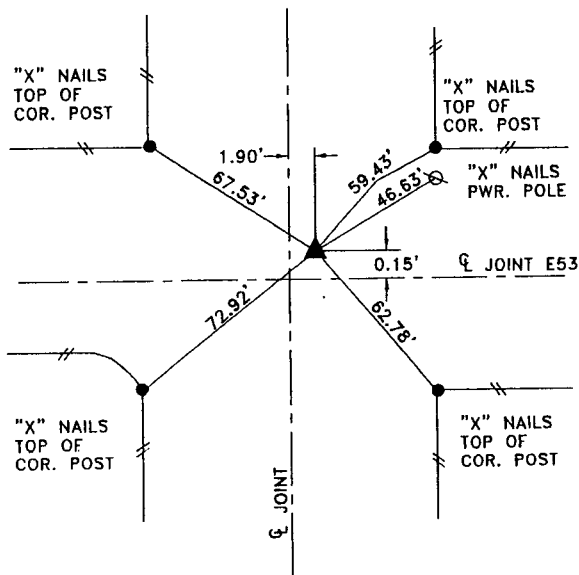 "X" NAILS
TOP OF
COR. POST
"X" NAILS
TOP OF
COR. POST
1.90'
67.53'
59.43'
46.63'
"X" NAILS
PWR. POLE
0.15'
℄ JOINT E53
72.92'
62.78'
"X" NAILS
TOP OF
COR. POST
"X" NAILS
TOP OF
COR. POST
℄ JOINT